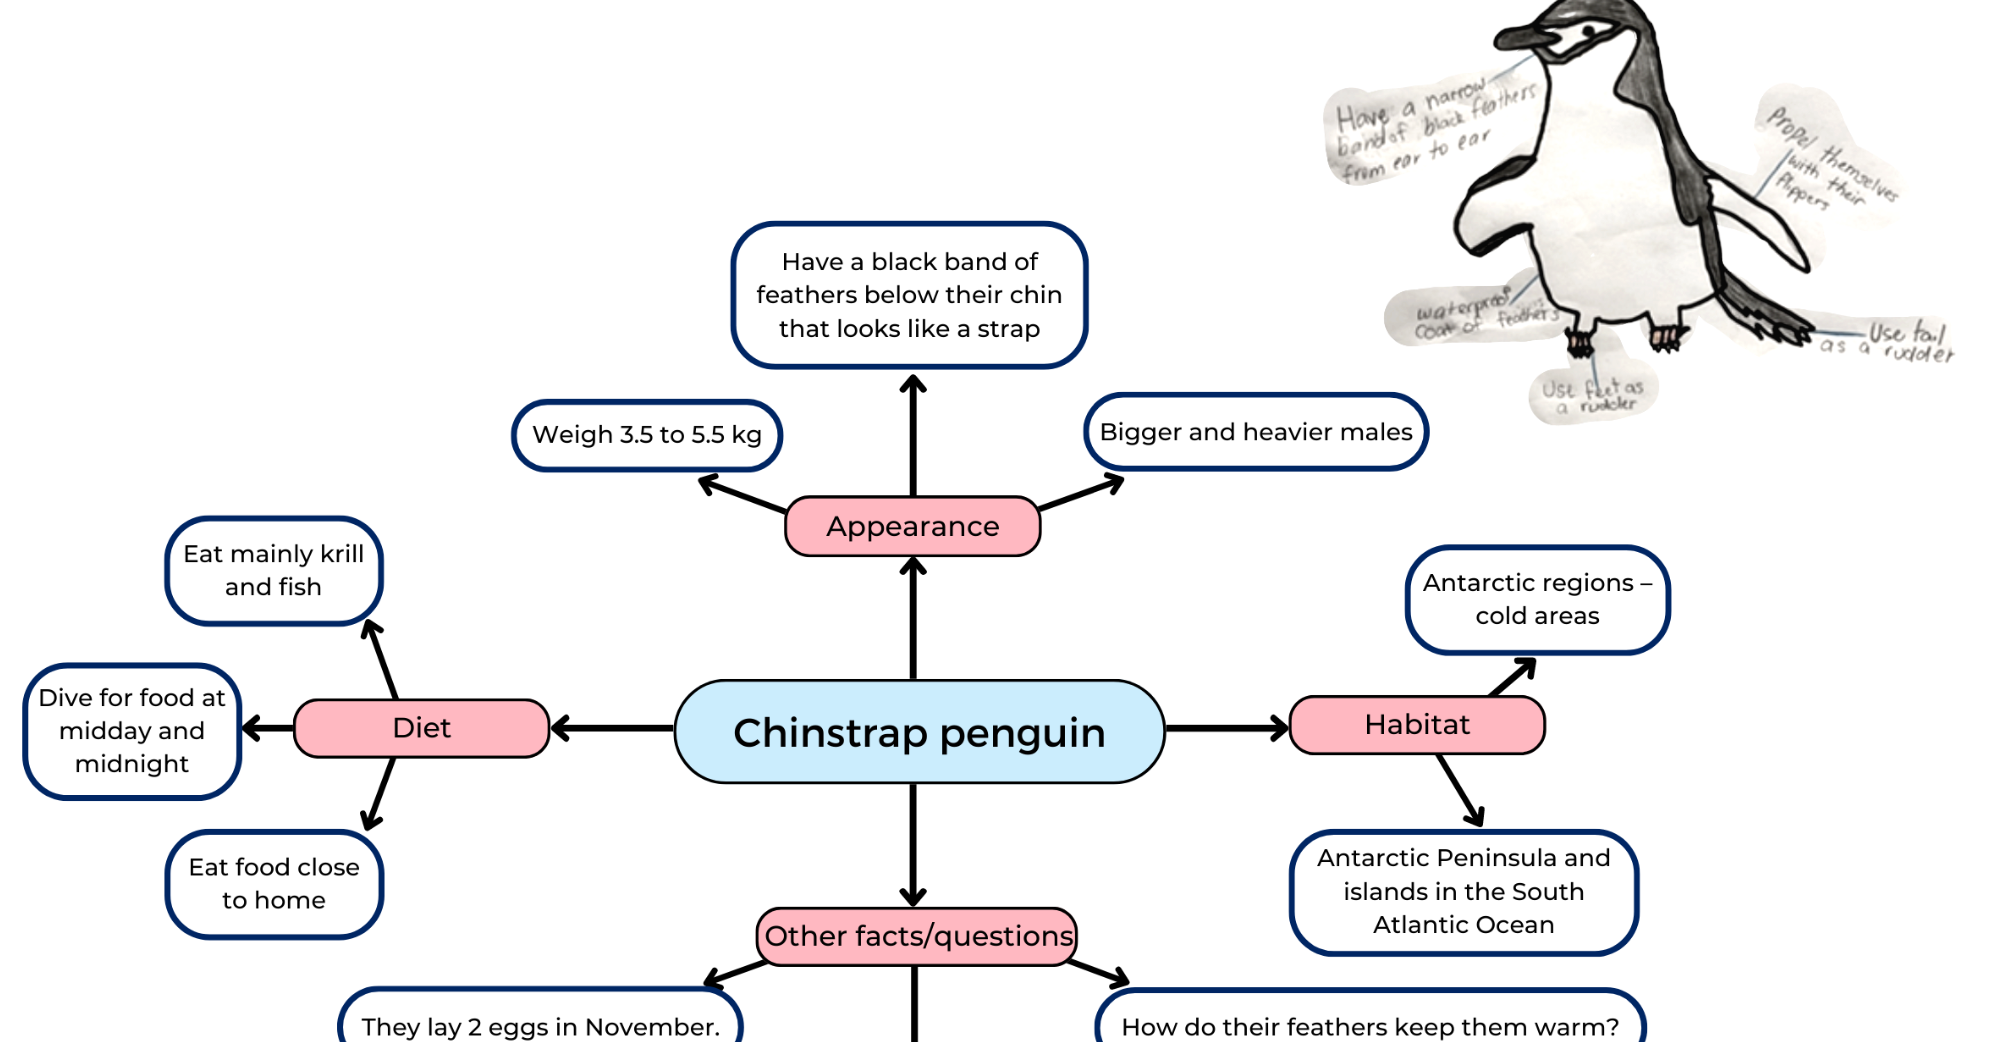 Have a narrow
band of black feathers
from ear to ear
Propel themselves
with their
flippers
waterproof
coat of feathers
Use tail
as a rudder
Use feet as
a rudder
Have a black band of
feathers below their chin
that looks like a strap
Weigh 3.5 to 5.5 kg
Bigger and heavier males
Appearance
Eat mainly krill
and fish
Dive for food at
midday and
midnight
Diet
Eat food close
to home
Chinstrap penguin
Habitat
Antarctic regions –
cold areas
Antarctic Peninsula and
islands in the South
Atlantic Ocean
Other facts/questions
They lay 2 eggs in November.
How do their feathers keep them warm?